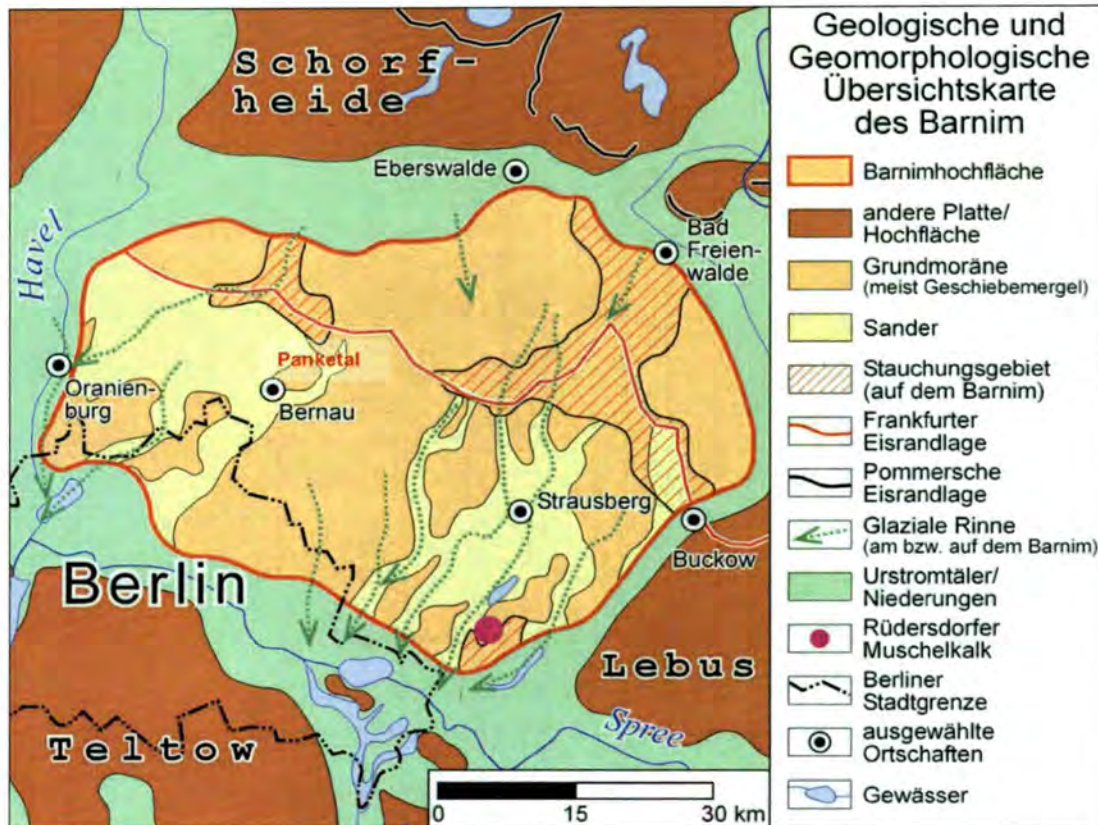 Schorf-
heide
Eberswalde
Bad
Freien-
walde
Havel
Panketal
Oranien-
burg
Bernau
Strausberg
Buckow
Berlin
Lebus
Spree
Teltow
0 15 30 km
Geologische und
Geomorphologische
Übersichtskarte
des Barnim
Barnimhochfläche
andere Platte/
Hochfläche
Grundmoräne
(meist Geschiebemergel)
Sander
Stauchungsgebiet
(auf dem Barnim)
Frankfurter
Eisrandlage
Pommersche
Eisrandlage
Glaziale Rinne
(am bzw. auf dem Barnim)
Urstromtäler/
Niederungen
Rüdersdorfer
Muschelkalk
Berliner
Stadtgrenze
ausgewählte
Ortschaften
Gewässer